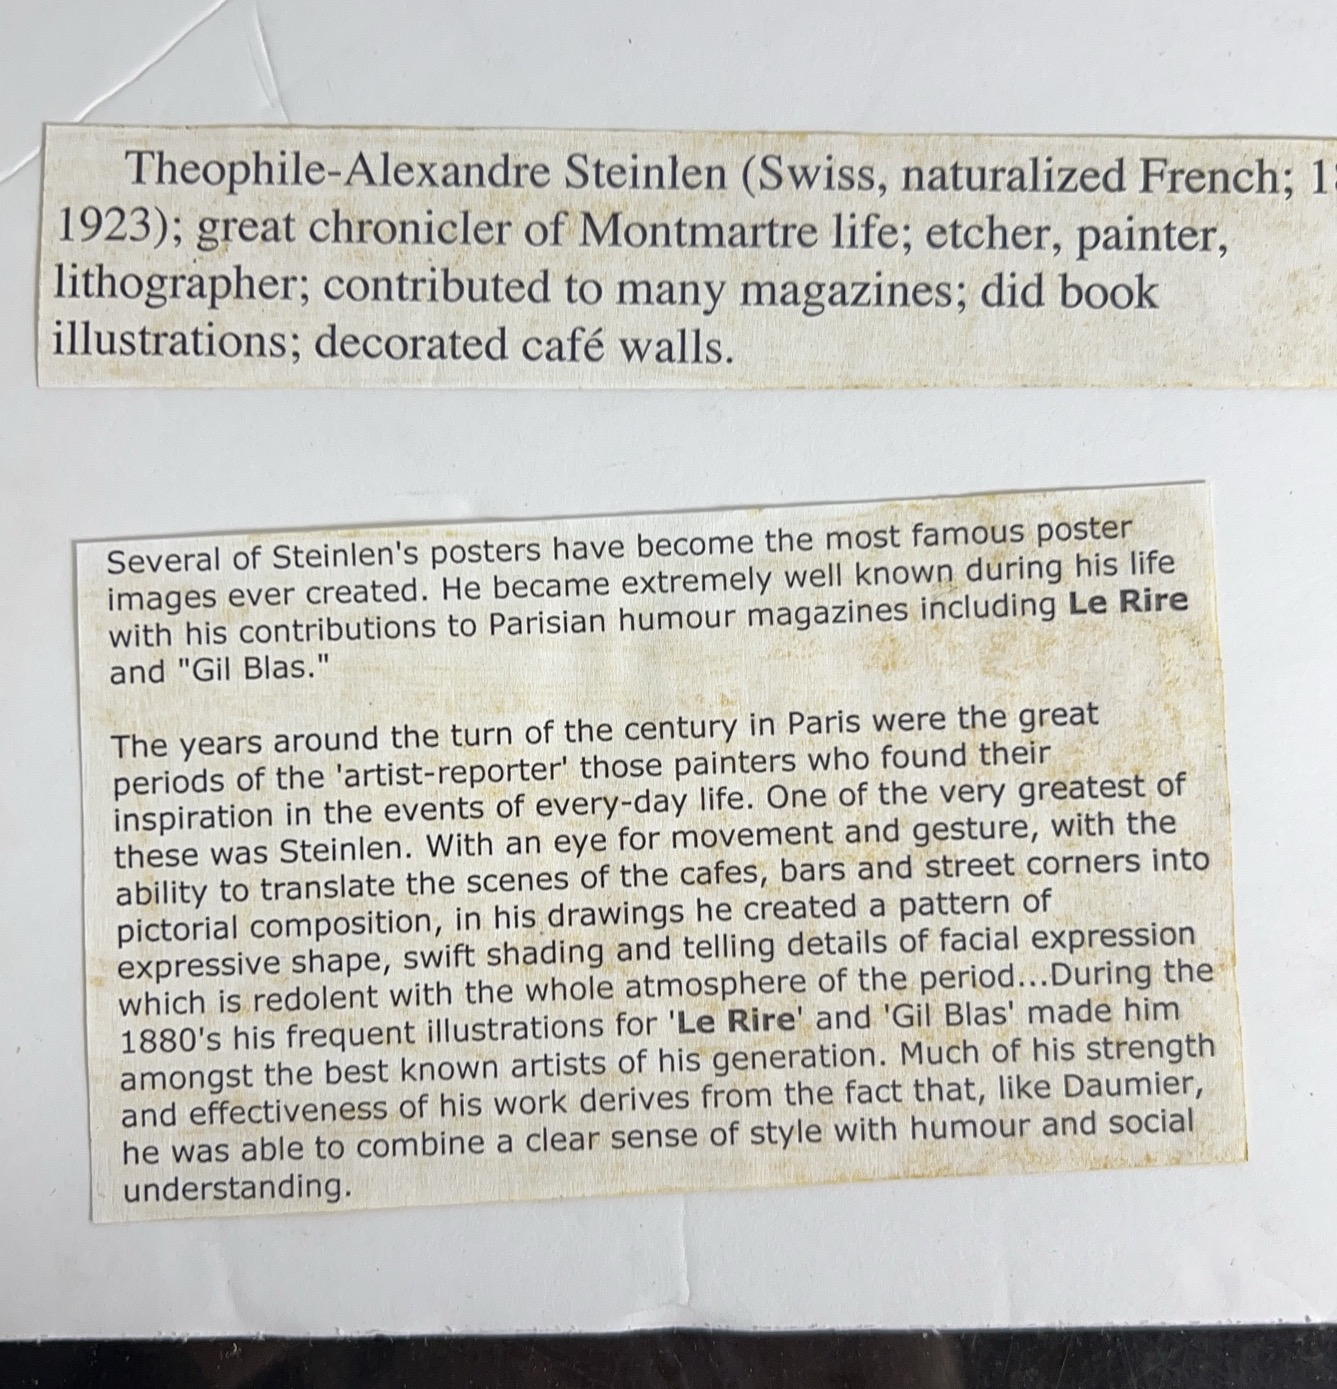 Theophile-Alexandre Steinlen (Swiss, naturalized French;
1923); great chronicler of Montmartre life; etcher, painter,
lithographer; contributed to many magazines; did book
illustrations; decorated café walls.
Several of Steinlen's posters have become the most famous poster
images ever created. He became extremely well known during his life
with his contributions to Parisian humour magazines including Le Rire
and "Gil Blas."
The years around the turn of the century in Paris were the great
periods of the 'artist-reporter' those painters who found their
inspiration in the events of every-day life. One of the very greatest of
these was Steinlen. With an eye for movement and gesture, with the
ability to translate the scenes of the cafes, bars and street corners into
pictorial composition, in his drawings he created a pattern of
expressive shape, swift shading and telling details of facial expression
which is redolent with the whole atmosphere of the period...During the
1880's his frequent illustrations for 'Le Rire' and 'Gil Blas' made him
amongst the best known artists of his generation. Much of his strength
and effectiveness of his work derives from the fact that, like Daumier,
he was able to combine a clear sense of style with humour and social
understanding.